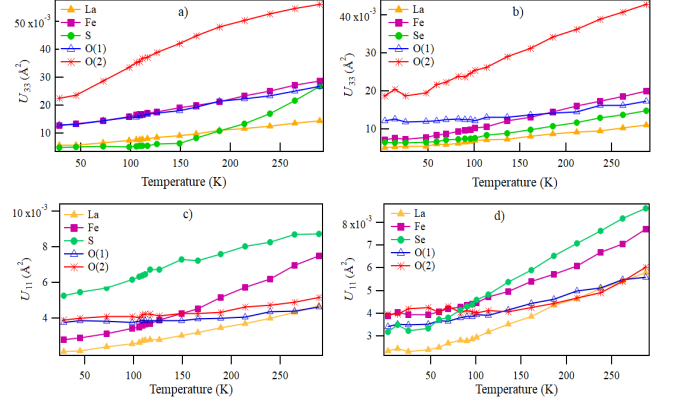 a)
50 x10⁻³
40
30
20
10
U₃₃ (Å²)
La
Fe
S
O(1)
O(2)
50
100
150
200
250
Temperature (K)
b)
40 x10⁻³
30
20
10
U₃₃ (Å²)
La
Fe
Se
O(1)
O(2)
50
100
150
200
250
Temperature (K)
c)
10 x10⁻³
8
6
4
U₁₁ (Å²)
La
Fe
S
O(1)
O(2)
50
100
150
200
250
Temperature (K)
d)
8 x10⁻³
7
6
5
4
3
U₁₁ (Å²)
La
Fe
Se
O(1)
O(2)
50
100
150
200
250
Temperature (K)